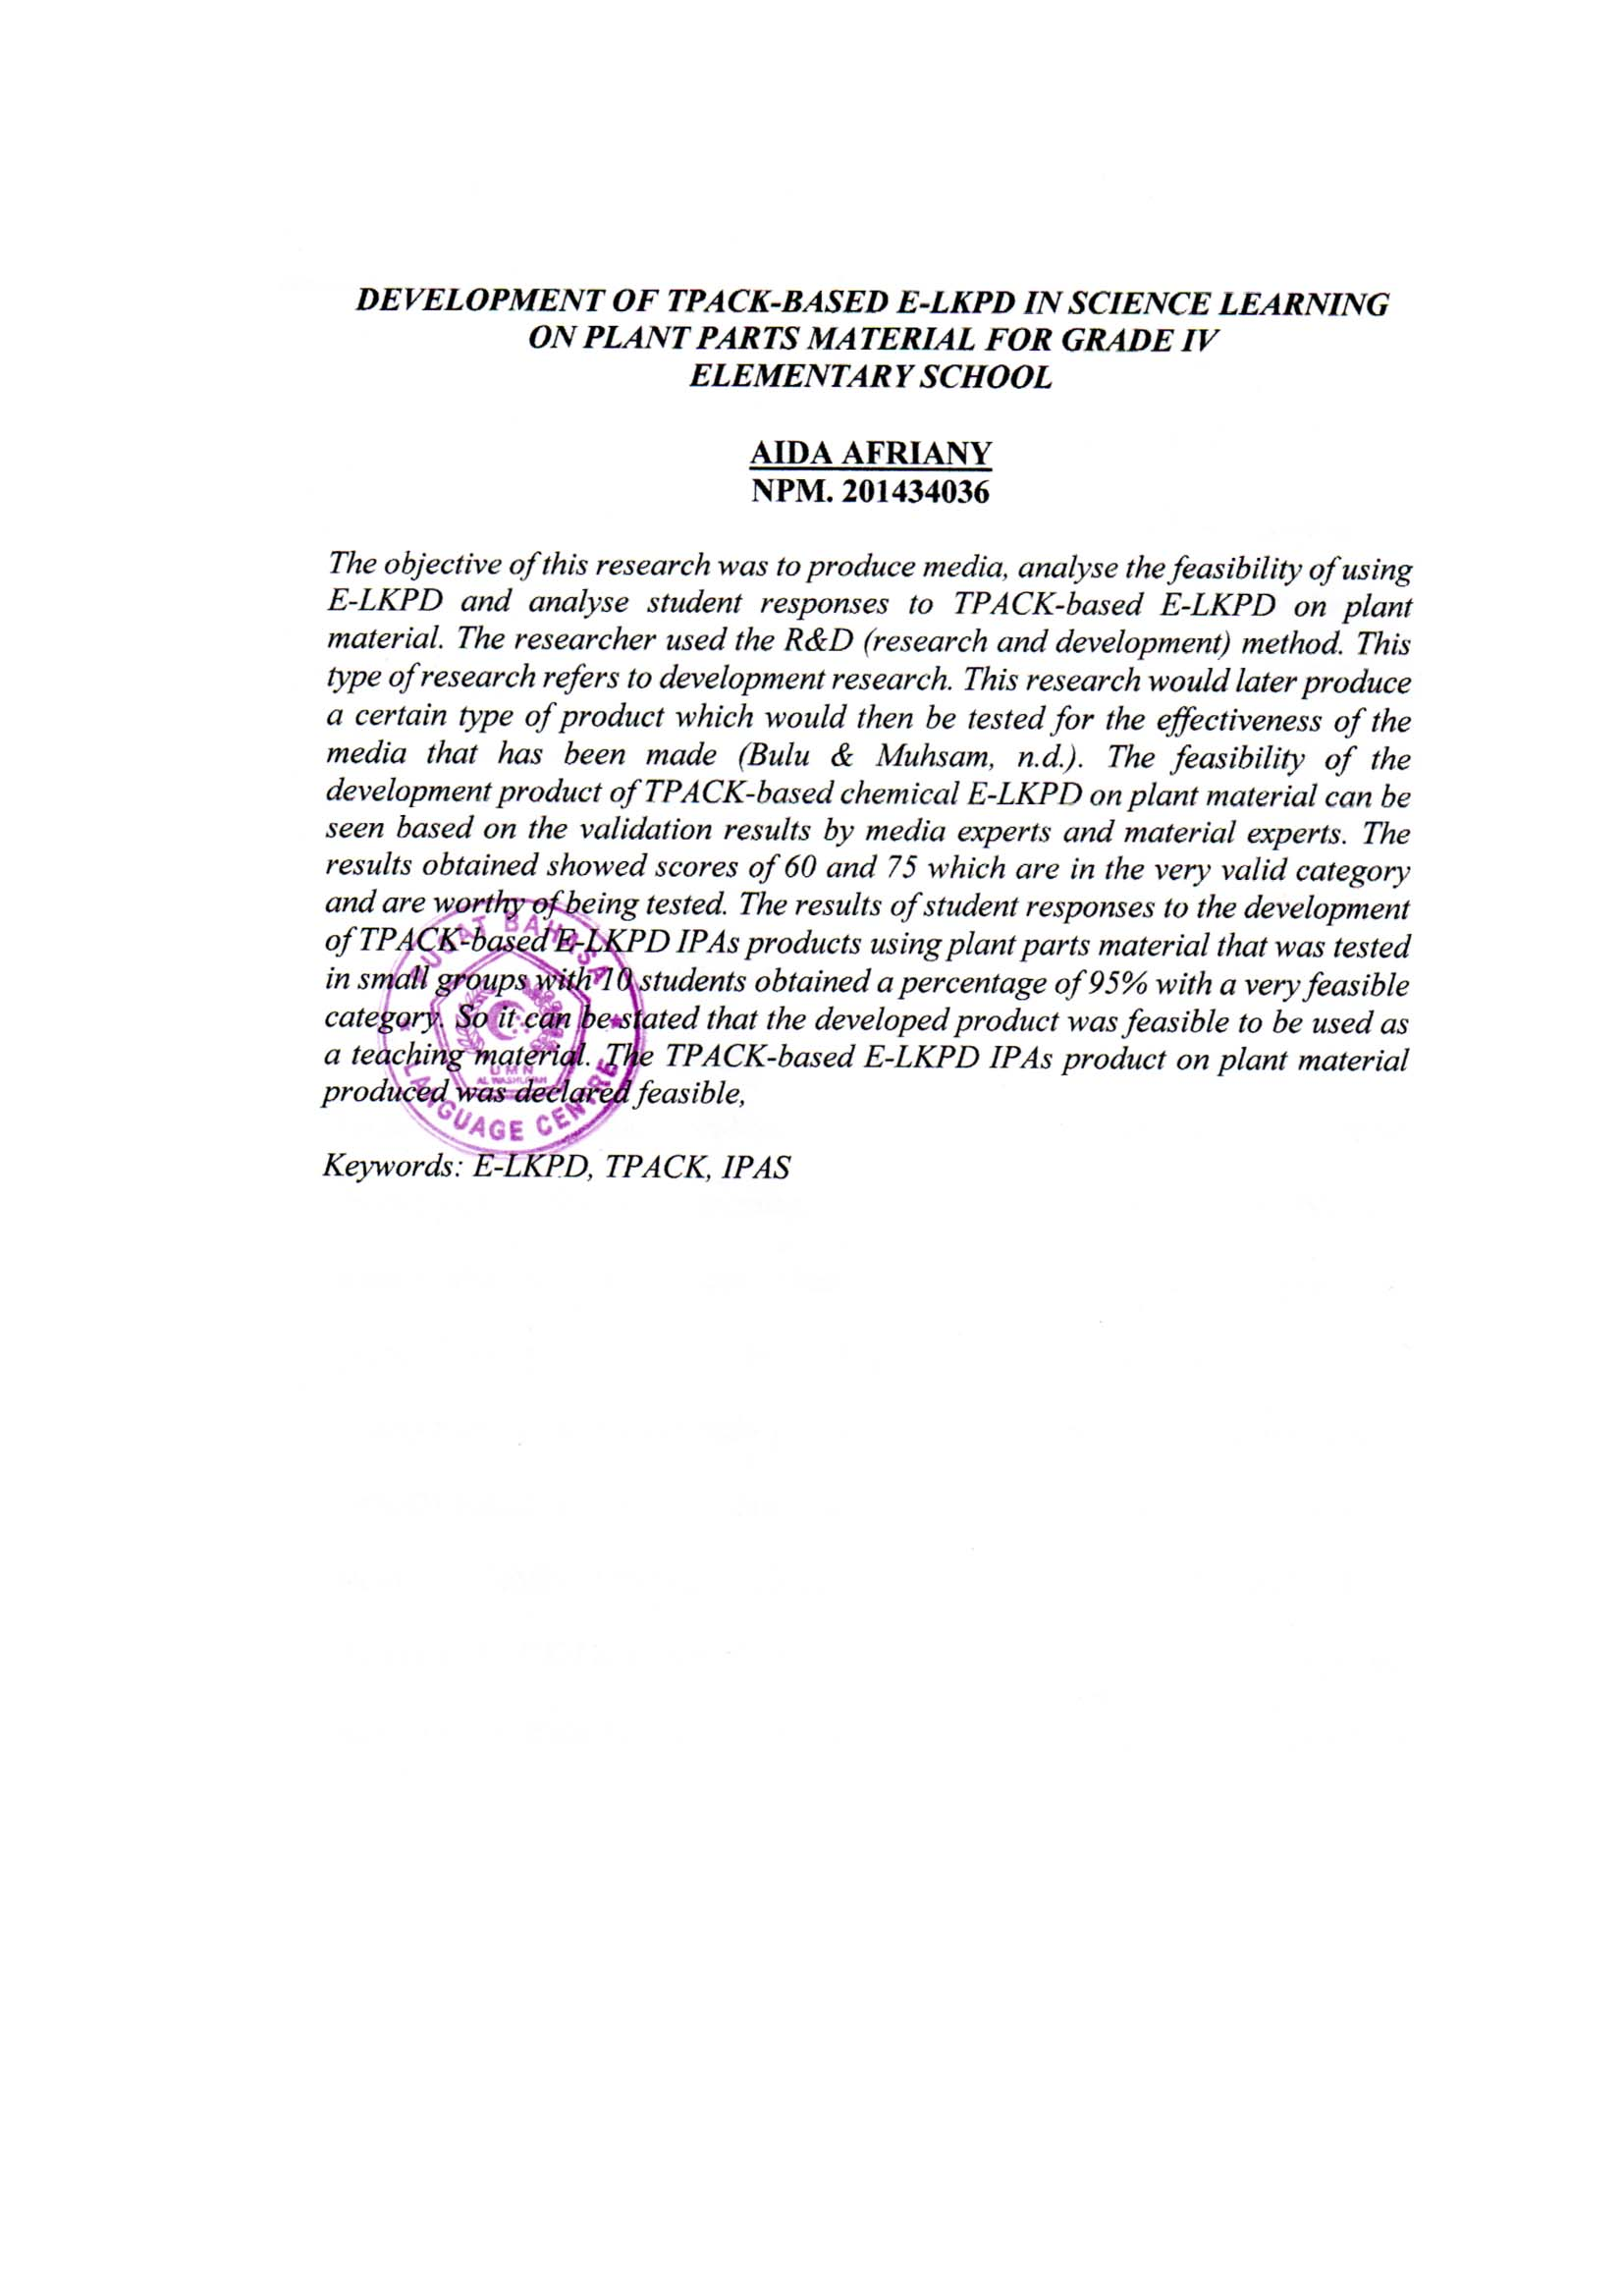 DEVELOPMENT OF TPACK-BASED E-LKPD IN SCIENCE LEARNING
ON PLANT PARTS MATERIAL FOR GRADE IV
ELEMENTARY SCHOOL
AIDA AFRIANY
NPM. 201434036
The objective of this research was to produce media, analyse the feasibility of using
E-LKPD and analyse student responses to TPACK-based E-LKPD on plant
material. The researcher used the R&D (research and development) method. This
type of research refers to development research. This research would later produce
a certain type of product which would then be tested for the effectiveness of the
media that has been made (Bulu & Muhsam, n.d.). The feasibility of the
development product of TPACK-based chemical E-LKPD on plant material can be
seen based on the validation results by media experts and material experts. The
results obtained showed scores of 60 and 75 which are in the very valid category
and are worthy of being tested. The results of student responses to the development
of TPACK-based E-LKPD IPAs products using plant parts material that was tested
in small groups with 10 students obtained a percentage of 95% with a very feasible
category. So it can be stated that the developed product was feasible to be used as
a teaching material. The TPACK-based E-LKPD IPAs product on plant material
produced was declared feasible,
Keywords: E-LKPD, TPACK, IPAS
BAHASA
UMN
LANGUAGE CENTRE